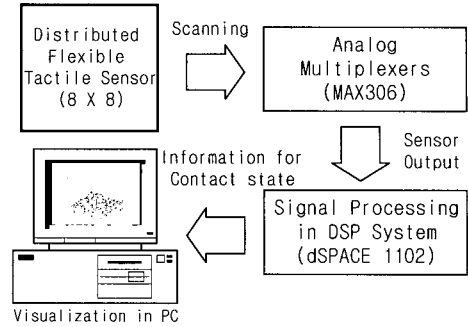 Distributed
Flexible
Tactile Sensor
(8 X 8)
Scanning
Analog
Multiplexers
(MAX306)
Sensor
Output
Information for
Contact state
Signal Processing
in DSP System
(dSPACE 1102)
Visualization in PC